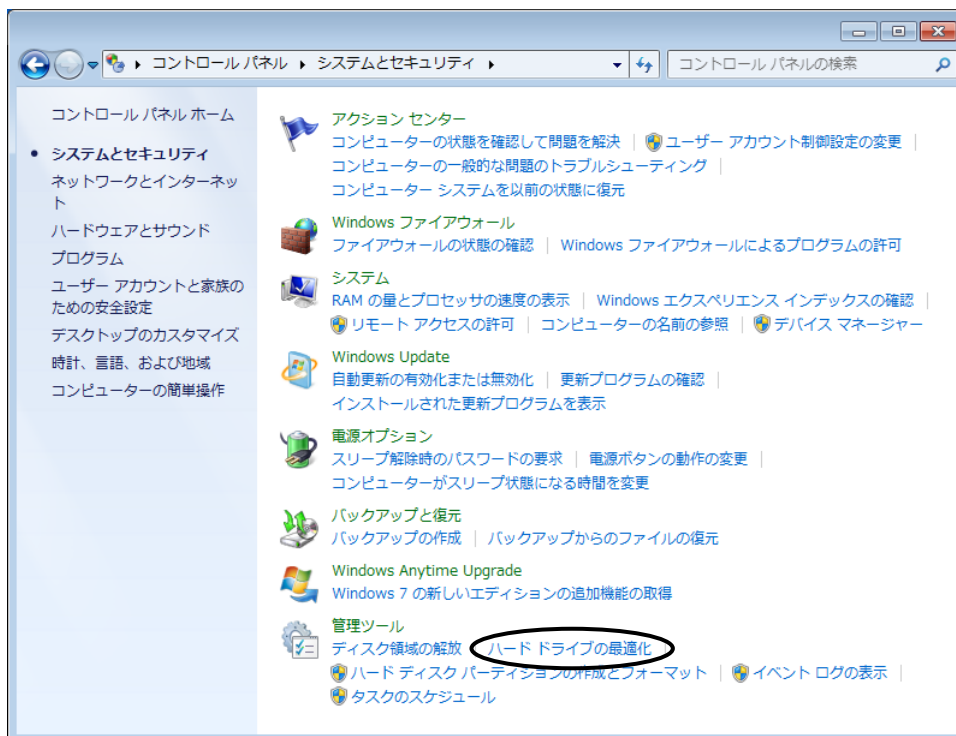 コントロール パネル ▸ システムとセキュリティ ▸
コントロール パネルの検索
コントロール パネル ホーム
システムとセキュリティ
ネットワークとインターネッ
ト
ハードウェアとサウンド
プログラム
ユーザー アカウントと家族の
ための安全設定
デスクトップのカスタマイズ
時計、言語、および地域
コンピューターの簡単操作
アクション センター
コンピューターの状態を確認して問題を解決 | ユーザー アカウント制御設定の変更 |
コンピューターの一般的な問題のトラブルシューティング |
コンピューター システムを以前の状態に復元
Windows ファイアウォール
ファイアウォールの状態の確認 | Windows ファイアウォールによるプログラムの許可
システム
RAM の量とプロセッサの速度の表示 | Windows エクスペリエンス インデックスの確認 |
リモート アクセスの許可 | コンピューターの名前の参照 | デバイス マネージャー
Windows Update
自動更新の有効化または無効化 | 更新プログラムの確認 |
インストールされた更新プログラムを表示
電源オプション
スリープ解除時のパスワードの要求 | 電源ボタンの動作の変更 |
コンピューターがスリープ状態になる時間を変更
バックアップと復元
バックアップの作成 | バックアップからのファイルの復元
Windows Anytime Upgrade
Windows 7 の新しいエディションの追加機能の取得
管理ツール
ディスク領域の解放 ハード ドライブの最適化 |
ハード ディスク パーティションの作成とフォーマット | イベント ログの表示 |
タスクのスケジュール